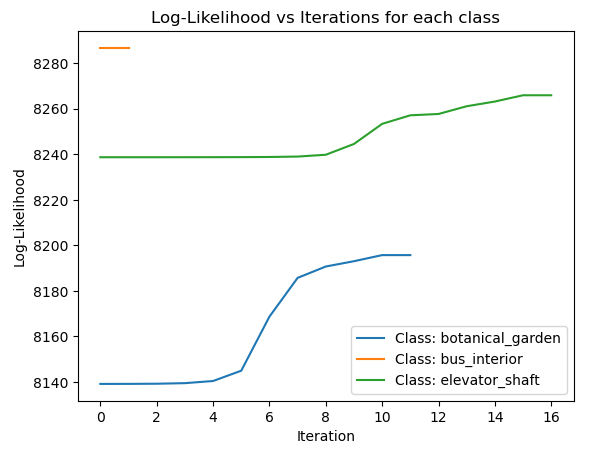 Log-Likelihood vs Iterations for each class
Log-Likelihood
8280
8260
8240
8220
8200
8180
8160
8140
0 2 4 6 8 10 12 14 16
Iteration
Class: botanical_garden
Class: bus_interior
Class: elevator_shaft